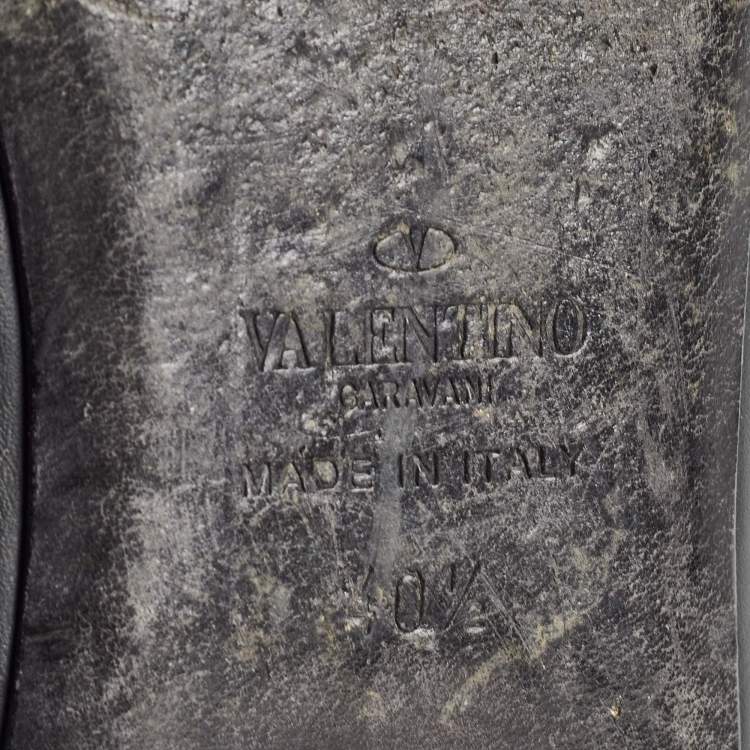 V
VALENTINO
GARAVANI
MADE IN ITALY
40½